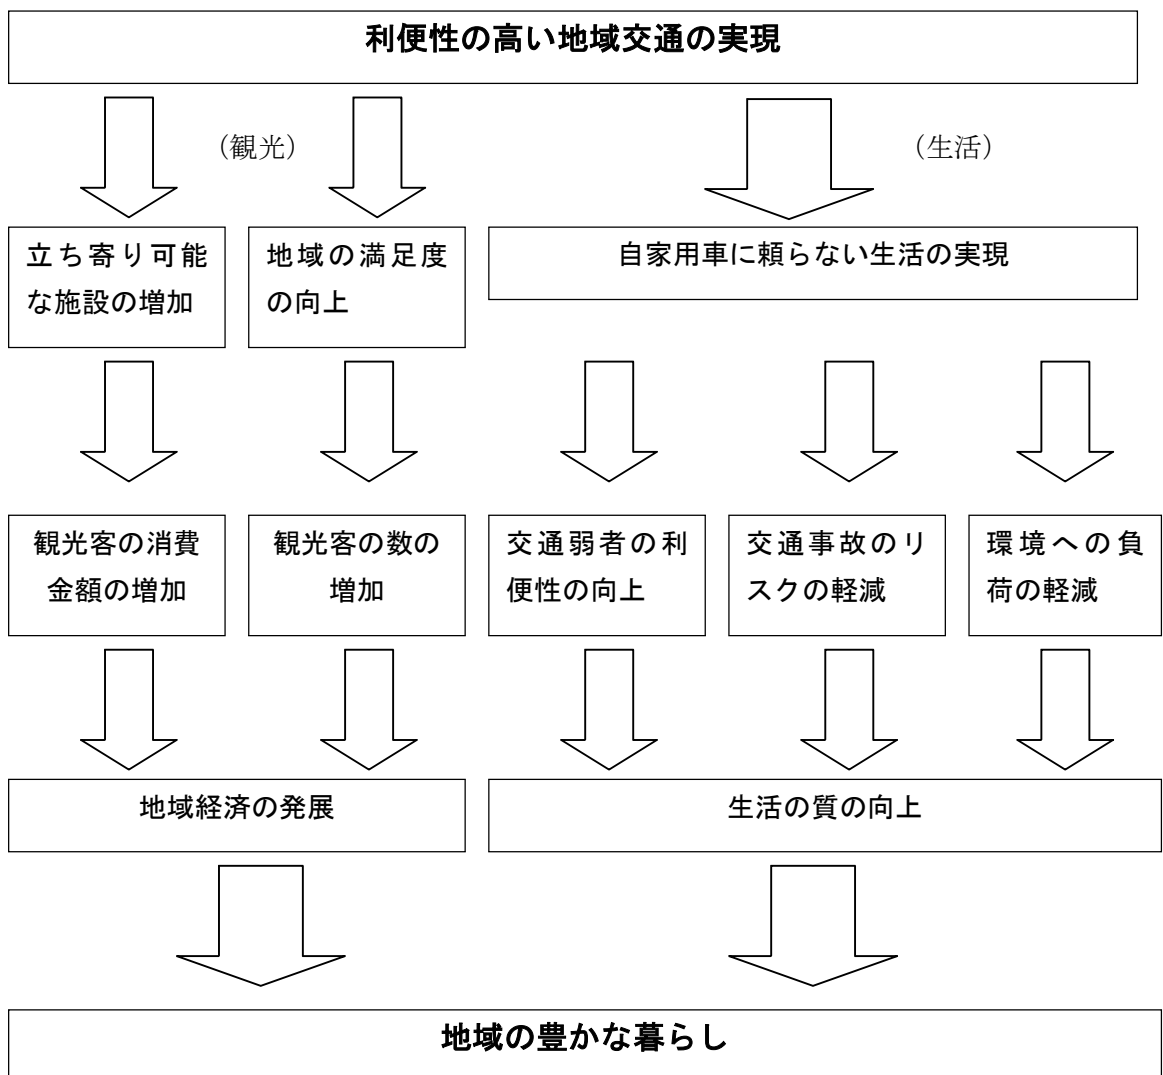 利便性の高い地域交通の実現
（観光）
（生活）
立ち寄り可能
な施設の増加
地域の満足度
の向上
自家用車に頼らない生活の実現
観光客の消費
金額の増加
観光客の数の
増加
交通弱者の利
便性の向上
交通事故のリ
スクの軽減
環境への負
荷の軽減
地域経済の発展
生活の質の向上
地域の豊かな暮らし